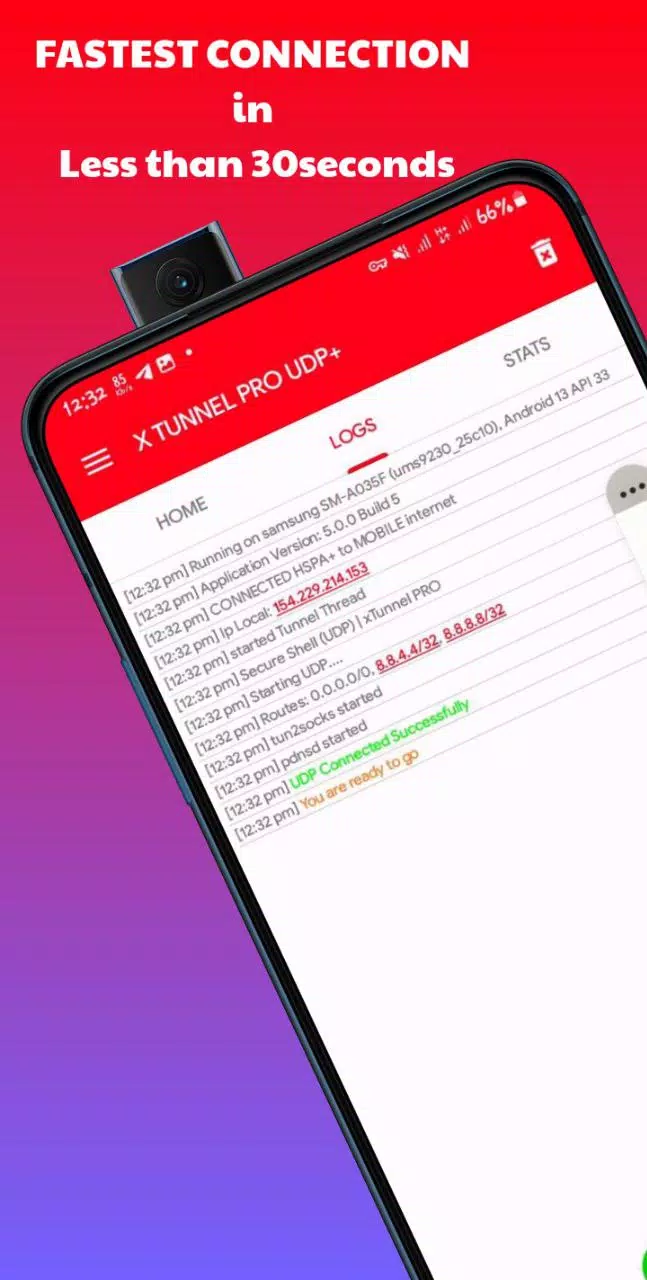 FASTEST CONNECTION
in
Less than 30seconds
12:32 85 KB/s 66%
X TUNNEL PRO UDP+
HOME LOGS STATS
[12:32 pm] Running on samsung SM-A035F (ums9230_25c10), Android 13 API 33
[12:32 pm] Application Version: 5.0.0 Build 5
[12:32 pm] CONNECTED HSPA+ to MOBILE internet
[12:32 pm] Ip Local: 154.229.214.153
[12:32 pm] started Tunnel Thread
[12:32 pm] Secure Shell (UDP) | xTunnel PRO
[12:32 pm] Starting UDP....
[12:32 pm] Routes: 0.0.0.0/0, 8.8.4.4/32, 8.8.8.8/32
[12:32 pm] tun2socks started
[12:32 pm] pdnsd started
[12:32 pm] UDP Connected Successfully
[12:32 pm] You are ready to go